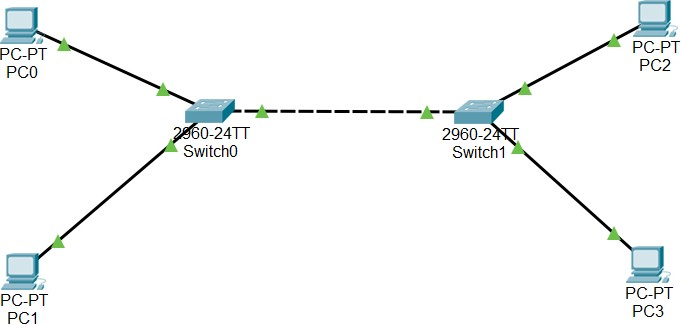 PC-PT
PC0
PC-PT
PC2
2960-24TT
Switch0
2960-24TT
Switch1
PC-PT
PC1
PC-PT
PC3